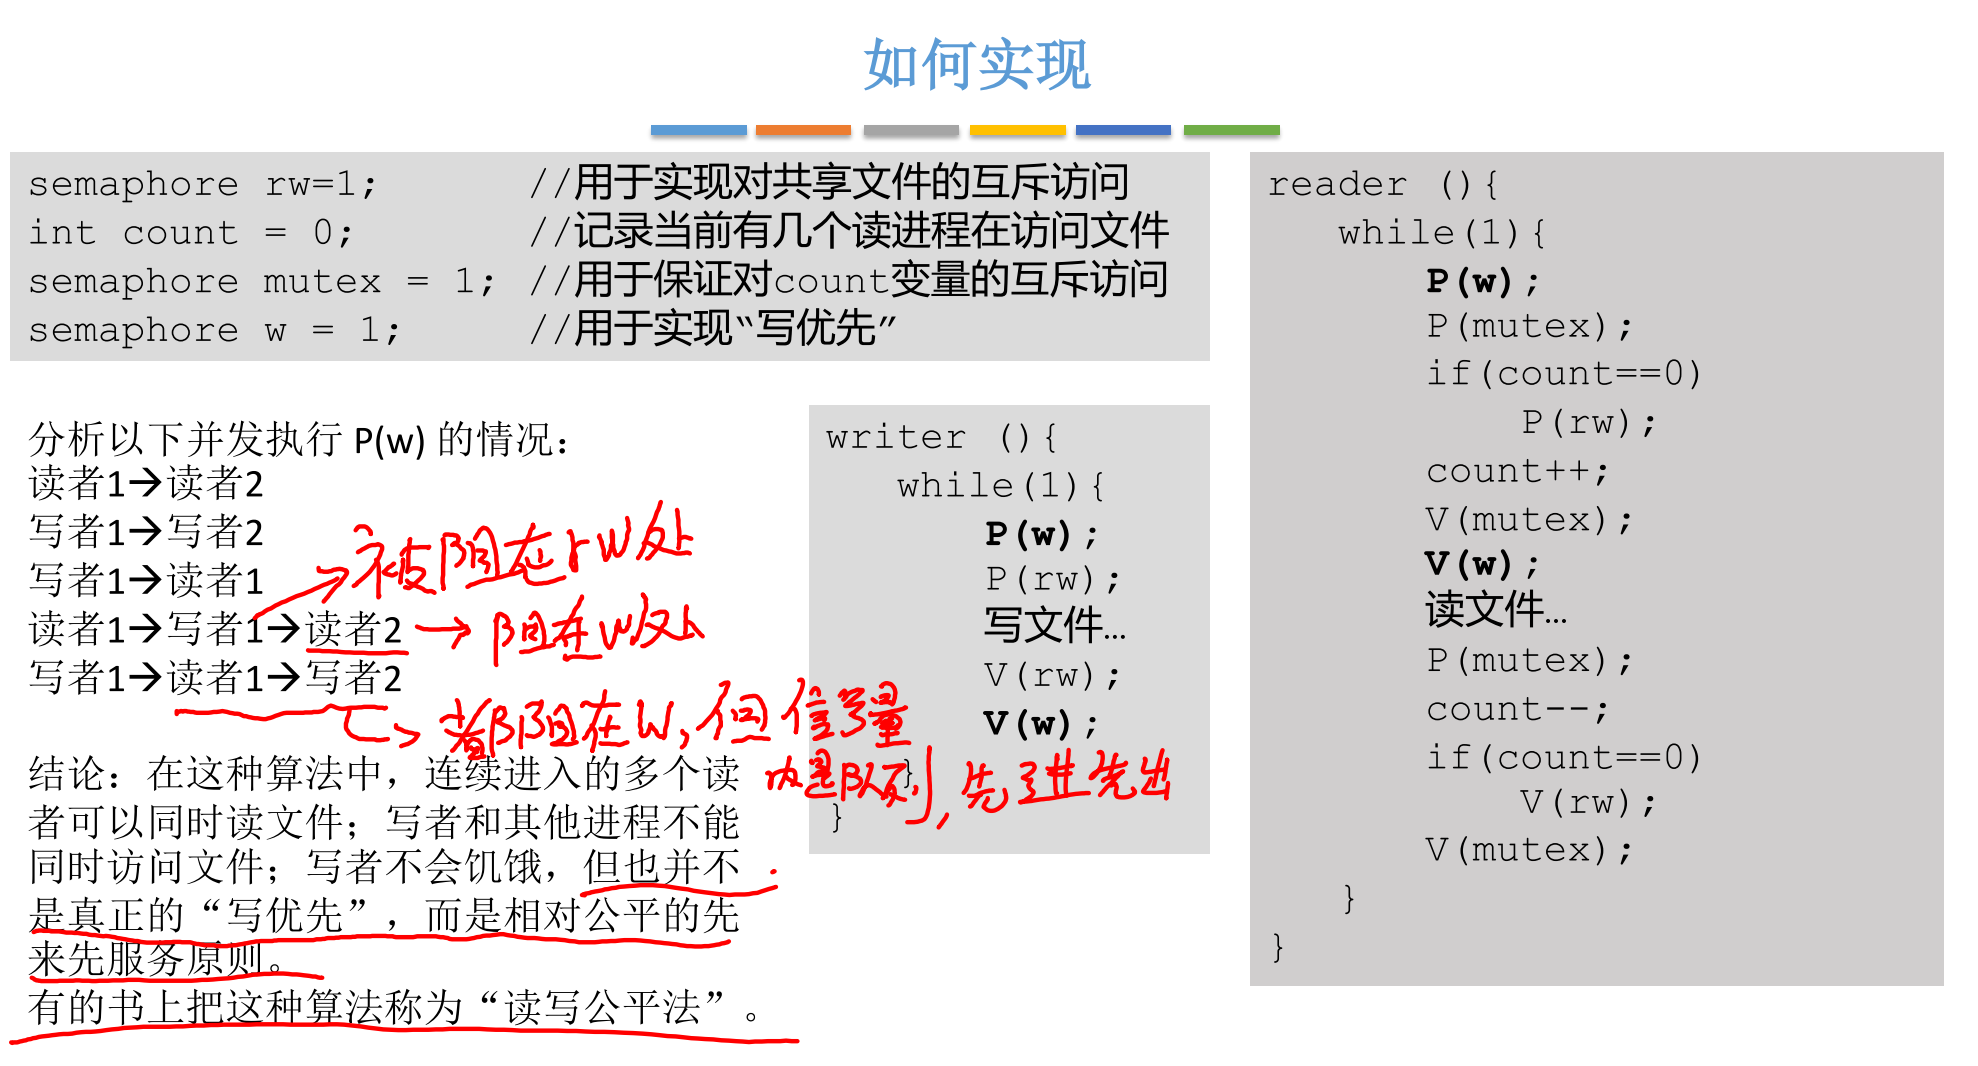 如何实现
semaphore rw=1; //用于实现对共享文件的互斥访问
int count = 0; //记录当前有几个读进程在访问文件
semaphore mutex = 1; //用于保证对count变量的互斥访问
semaphore w = 1; //用于实现“写优先”
分析以下并发执行 P(w) 的情况：
读者1→读者2
写者1→写者2
写者1→读者1
读者1→写者1→读者2
写者1→读者1→写者2
→被阻在rw处
→阻在w处
都阻在w，但信号量
内是队列，先进先出
结论：在这种算法中，连续进入的多个读
者可以同时读文件；写者和其他进程不能
同时访问文件；写者不会饥饿，但也并不
是真正的“写优先”，而是相对公平的先
来先服务原则。
有的书上把这种算法称为“读写公平法”。
writer (){
while(1){
P(w);
P(rw);
写文件…
V(rw);
V(w);
}
}
reader (){
while(1){
P(w);
P(mutex);
if(count==0)
P(rw);
count++;
V(mutex);
V(w);
读文件…
P(mutex);
count--;
if(count==0)
V(rw);
V(mutex);
}
}